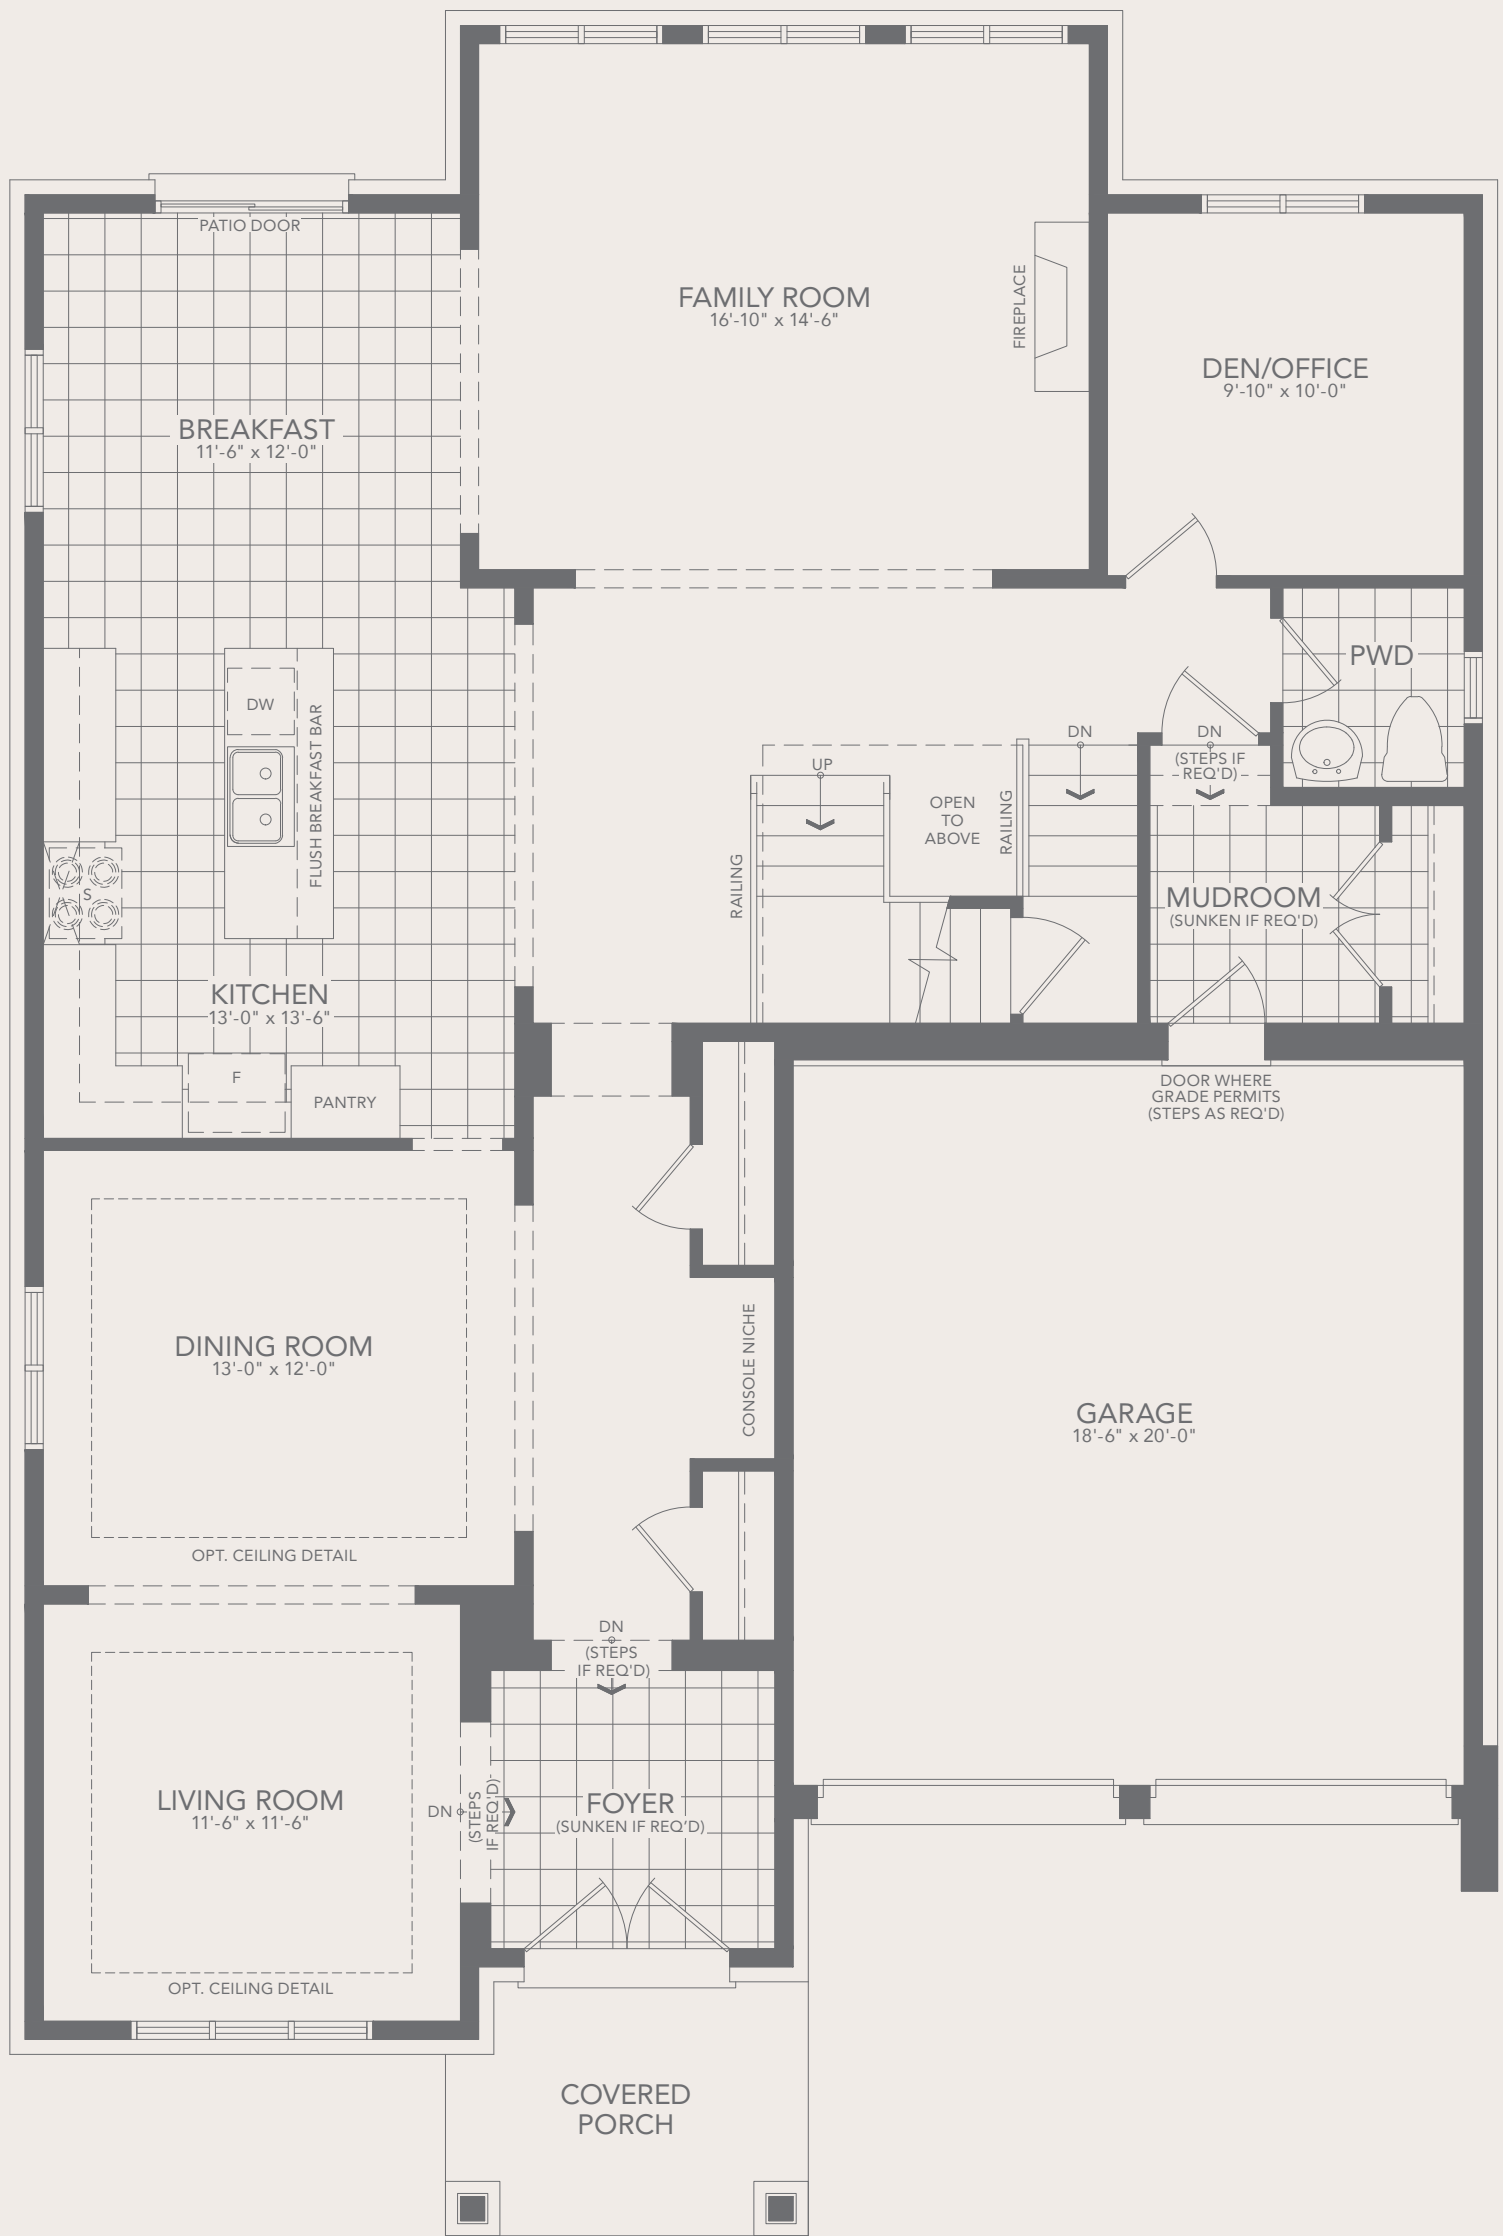 PATIO DOOR
FAMILY ROOM
16'-10" x 14'-6"
FIREPLACE
DEN/OFFICE
9'-10" x 10'-0"
BREAKFAST
11'-6" x 12'-0"
PWD
DW
FLUSH BREAKFAST BAR
S
UP
DN
DN
(STEPS IF
REQ'D)
OPEN
TO
ABOVE
RAILING
RAILING
MUDROOM
(SUNKEN IF REQ'D)
KITCHEN
13'-0" x 13'-6"
F
PANTRY
DOOR WHERE
GRADE PERMITS
(STEPS AS REQ'D)
DINING ROOM
13'-0" x 12'-0"
CONSOLE NICHE
GARAGE
18'-6" x 20'-0"
OPT. CEILING DETAIL
DN
(STEPS
IF REQ'D)
LIVING ROOM
11'-6" x 11'-6"
DN
(STEPS
IF REQ'D)
FOYER
(SUNKEN IF REQ'D)
OPT. CEILING DETAIL
COVERED
PORCH